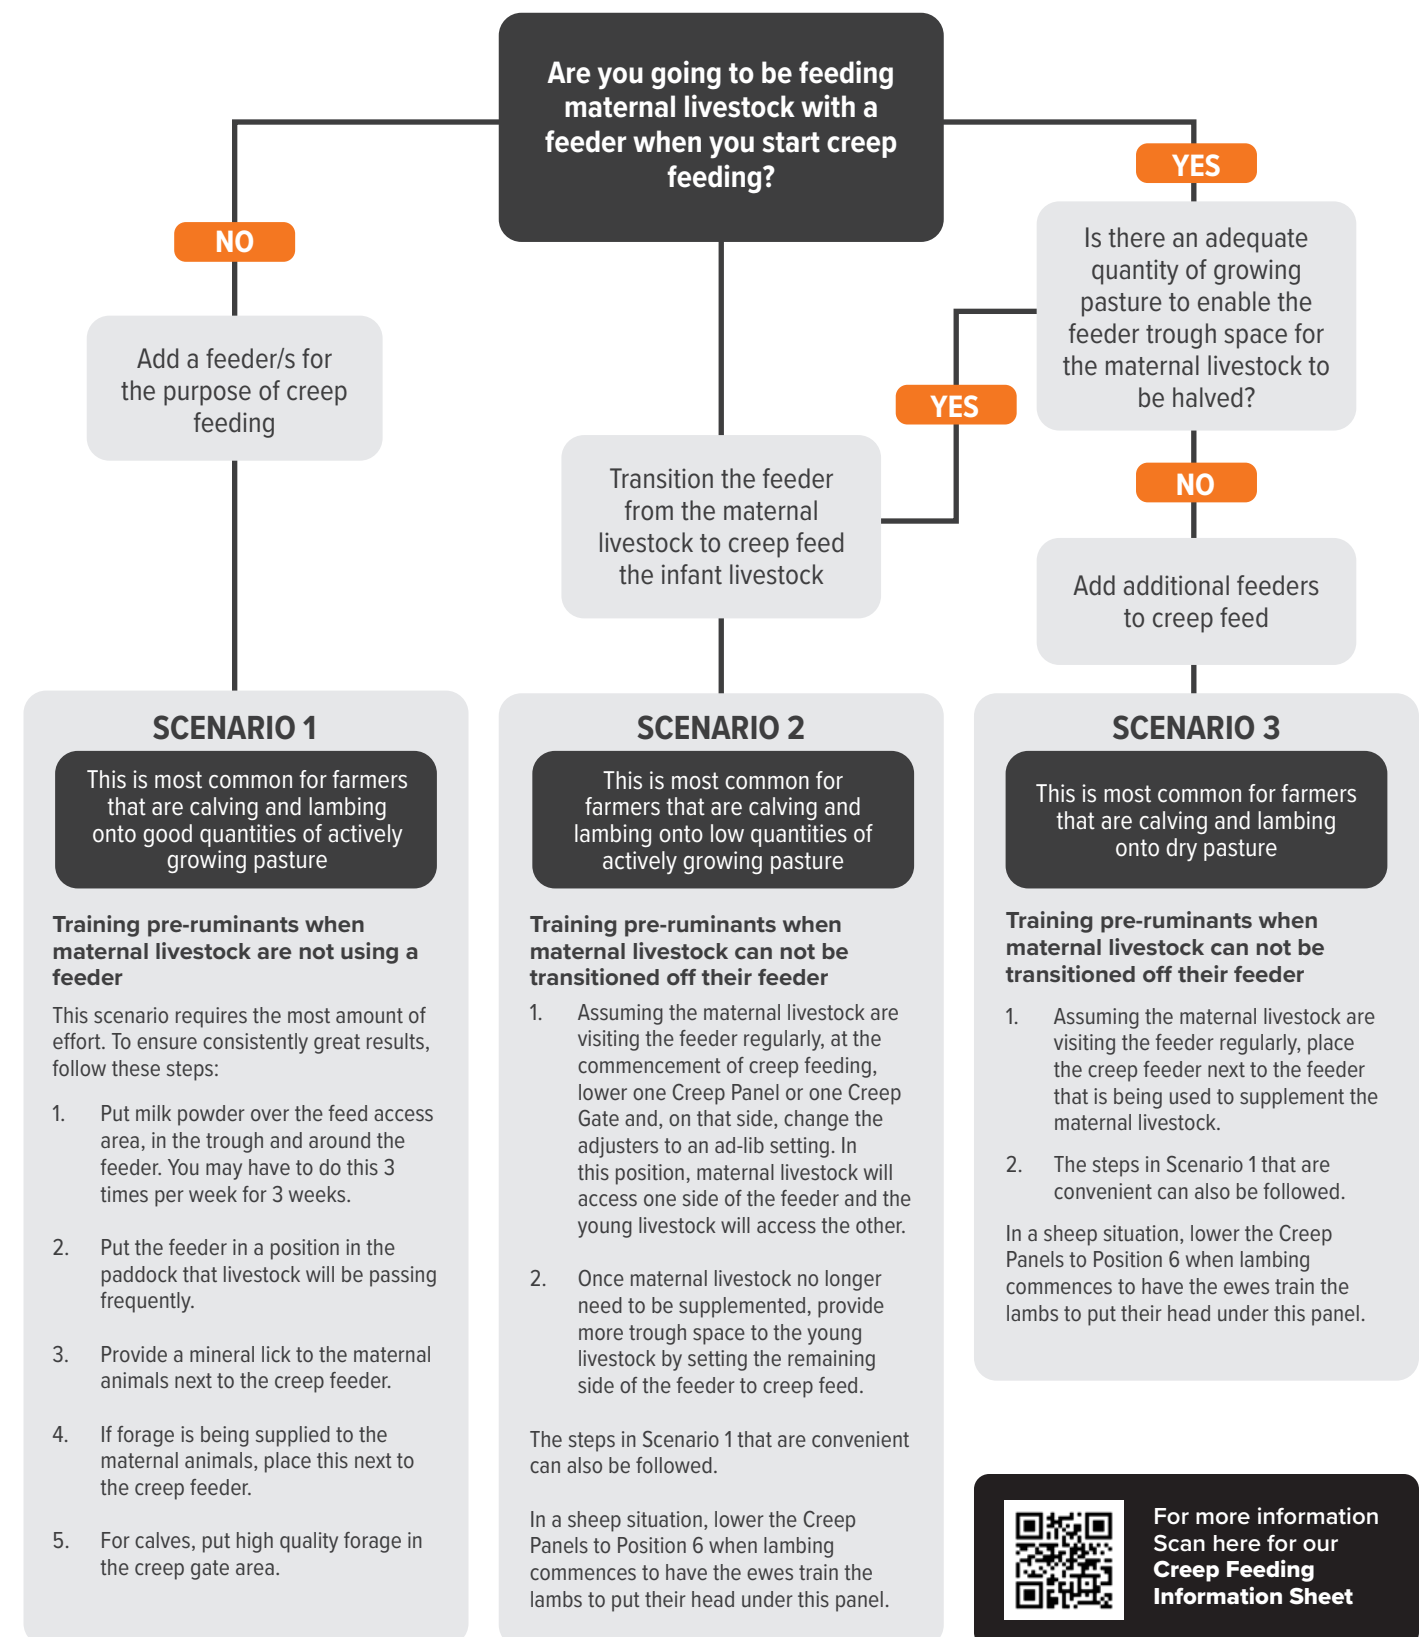 Are you going to be feeding
maternal livestock with a
feeder when you start creep
feeding?
NO
YES
Add a feeder/s for
the purpose of creep
feeding
Is there an adequate
quantity of growing
pasture to enable the
feeder trough space for
the maternal livestock to
be halved?
YES
Transition the feeder
from the maternal
livestock to creep feed
the infant livestock
NO
Add additional feeders
to creep feed
SCENARIO 1
This is most common for farmers
that are calving and lambing
onto good quantities of actively
growing pasture
Training pre-ruminants when
maternal livestock are not using a
feeder
This scenario requires the most amount of
effort. To ensure consistently great results,
follow these steps:
1. Put milk powder over the feed access
area, in the trough and around the
feeder. You may have to do this 3
times per week for 3 weeks.
2. Put the feeder in a position in the
paddock that livestock will be passing
frequently.
3. Provide a mineral lick to the maternal
animals next to the creep feeder.
4. If forage is being supplied to the
maternal animals, place this next to
the creep feeder.
5. For calves, put high quality forage in
the creep gate area.
SCENARIO 2
This is most common for
farmers that are calving and
lambing onto low quantities of
actively growing pasture
Training pre-ruminants when
maternal livestock can not be
transitioned off their feeder
1. Assuming the maternal livestock are
visiting the feeder regularly, at the
commencement of creep feeding,
lower one Creep Panel or one Creep
Gate and, on that side, change the
adjusters to an ad-lib setting. In
this position, maternal livestock will
access one side of the feeder and the
young livestock will access the other.
2. Once maternal livestock no longer
need to be supplemented, provide
more trough space to the young
livestock by setting the remaining
side of the feeder to creep feed.
The steps in Scenario 1 that are convenient
can also be followed.
In a sheep situation, lower the Creep
Panels to Position 6 when lambing
commences to have the ewes train the
lambs to put their head under this panel.
SCENARIO 3
This is most common for farmers
that are calving and lambing
onto dry pasture
Training pre-ruminants when
maternal livestock can not be
transitioned off their feeder
1. Assuming the maternal livestock are
visiting the feeder regularly, place
the creep feeder next to the feeder
that is being used to supplement the
maternal livestock.
2. The steps in Scenario 1 that are
convenient can also be followed.
In a sheep situation, lower the Creep
Panels to Position 6 when lambing
commences to have the ewes train the
lambs to put their head under this panel.
For more information
Scan here for our
Creep Feeding
Information Sheet